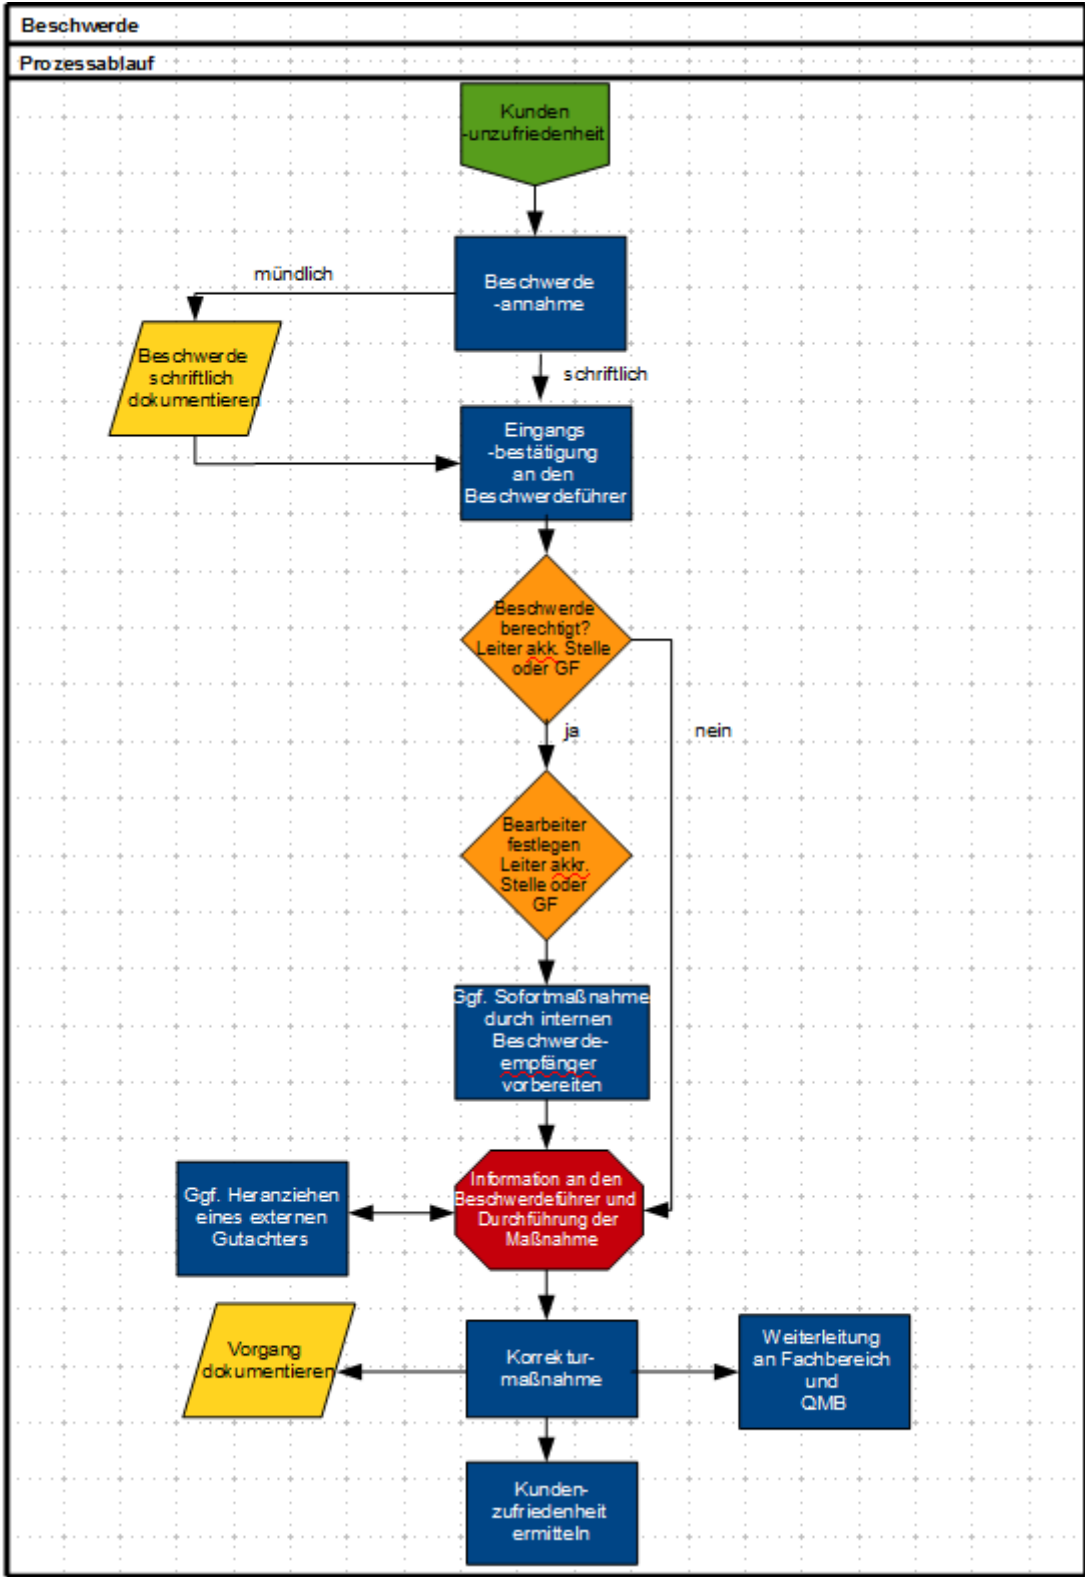 Beschwerde
Prozessablauf
Kunden
-unzufriedenheit
Beschwerde
-annahme
mündlich
Beschwerde
schriftlich
dokumentieren
schriftlich
Eingangs
-bestätigung
an den
Beschwerdeführer
Beschwerde
berechtigt?
Leiter akk. Stelle
oder GF
ja
nein
Bearbeiter
festlegen
Leiter akkr.
Stelle oder
GF
Ggf. Sofortmaßnahme
durch internen
Beschwerde-
empfänger
vorbereiten
Ggf. Heranziehen
eines externen
Gutachters
Information an den
Beschwerdeführer und
Durchführung der
Maßnahme
Vorgang
dokumentieren
Korrektur-
maßnahme
Weiterleitung
an Fachbereich
und
QMB
Kunden-
zufriedenheit
ermitteln